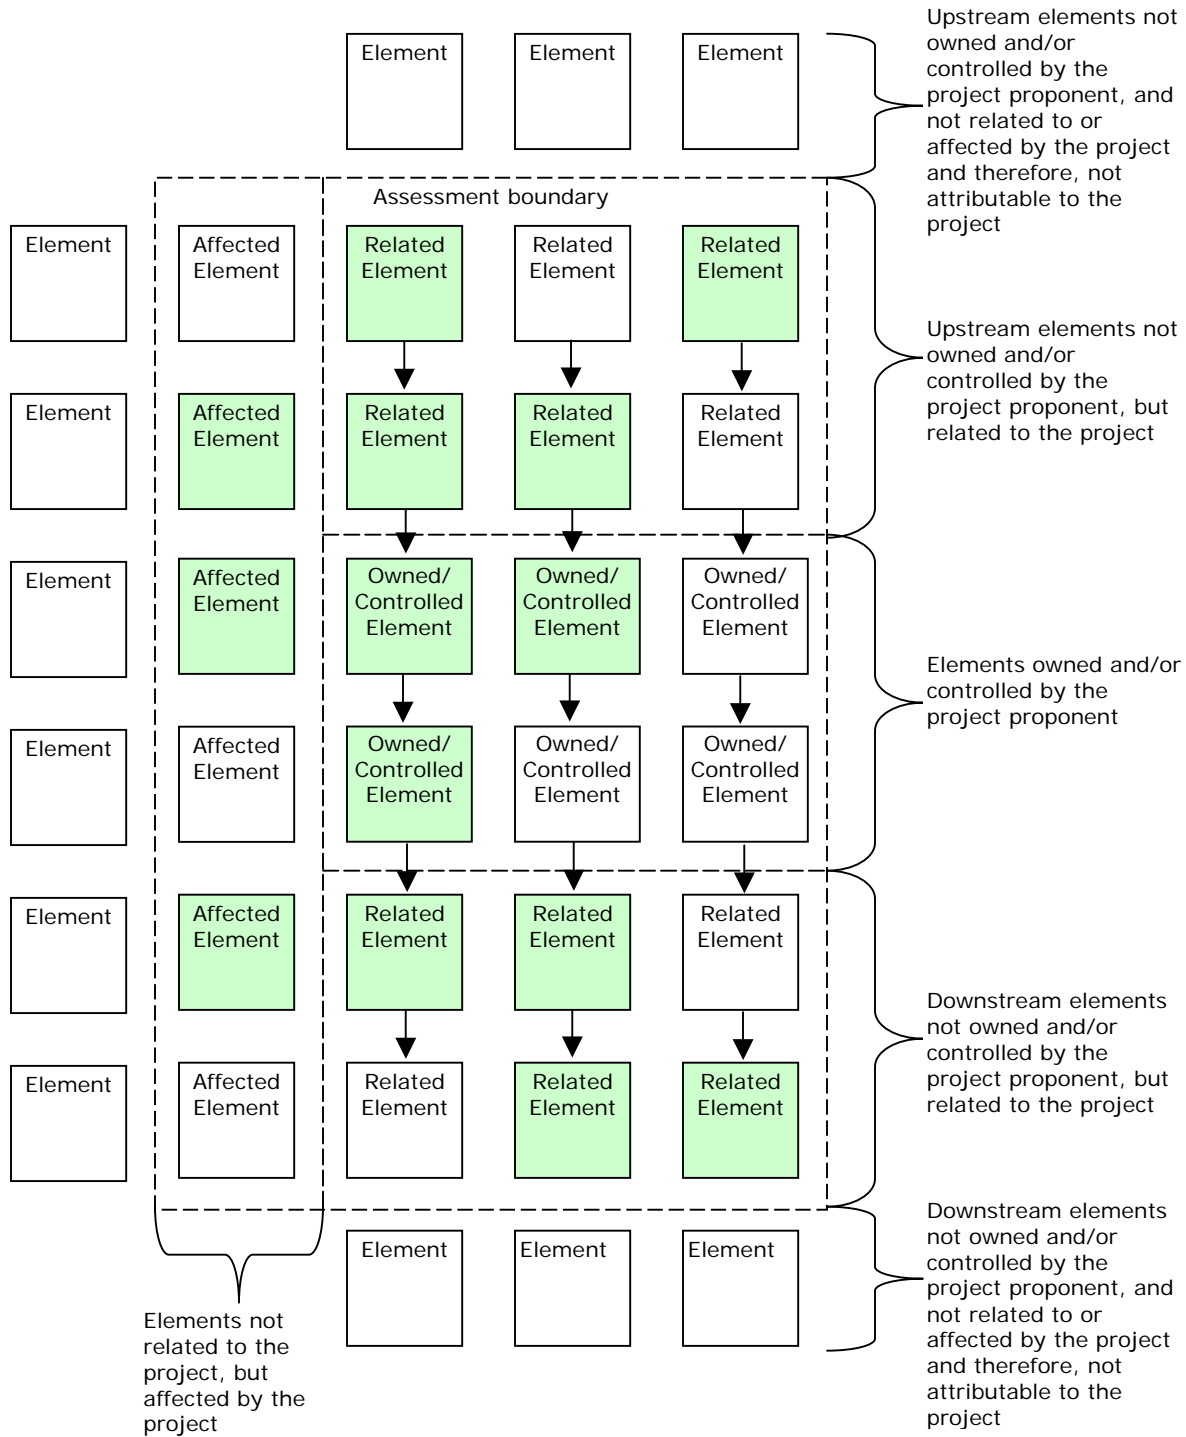 Element
Element
Element
Upstream elements not
owned and/or
controlled by the
project proponent, and
not related to or
affected by the project
and therefore, not
attributable to the
project
Assessment boundary
Element
Affected
Element
Related
Element
Related
Element
Related
Element
Upstream elements not
owned and/or
controlled by the
project proponent, but
related to the project
Element
Affected
Element
Related
Element
Related
Element
Related
Element
Element
Affected
Element
Owned/
Controlled
Element
Owned/
Controlled
Element
Owned/
Controlled
Element
Elements owned and/or
controlled by the
project proponent
Element
Affected
Element
Owned/
Controlled
Element
Owned/
Controlled
Element
Owned/
Controlled
Element
Element
Affected
Element
Related
Element
Related
Element
Related
Element
Downstream elements
not owned and/or
controlled by the
project proponent, but
related to the project
Element
Affected
Element
Related
Element
Related
Element
Related
Element
Element
Element
Element
Downstream elements
not owned and/or
controlled by the
project proponent, and
not related to or
affected by the project
and therefore, not
attributable to the
project
Elements not
related to the
project, but
affected by the
project